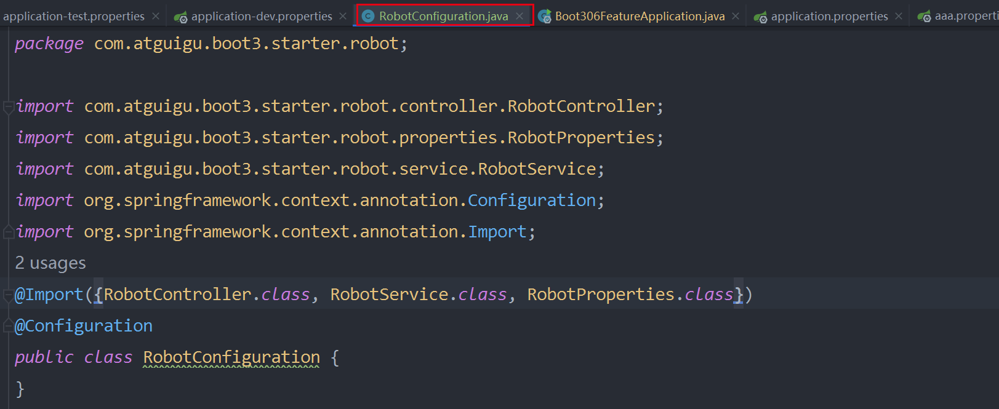 application-test.properties application-dev.properties RobotConfiguration.java Boot306FeatureApplication.java application.properties aaa.properti
package com.atguigu.boot3.starter.robot;
import com.atguigu.boot3.starter.robot.controller.RobotController;
import com.atguigu.boot3.starter.robot.properties.RobotProperties;
import com.atguigu.boot3.starter.robot.service.RobotService;
import org.springframework.context.annotation.Configuration;
import org.springframework.context.annotation.Import;
2 usages
@Import({RobotController.class, RobotService.class, RobotProperties.class})
@Configuration
public class RobotConfiguration {
}